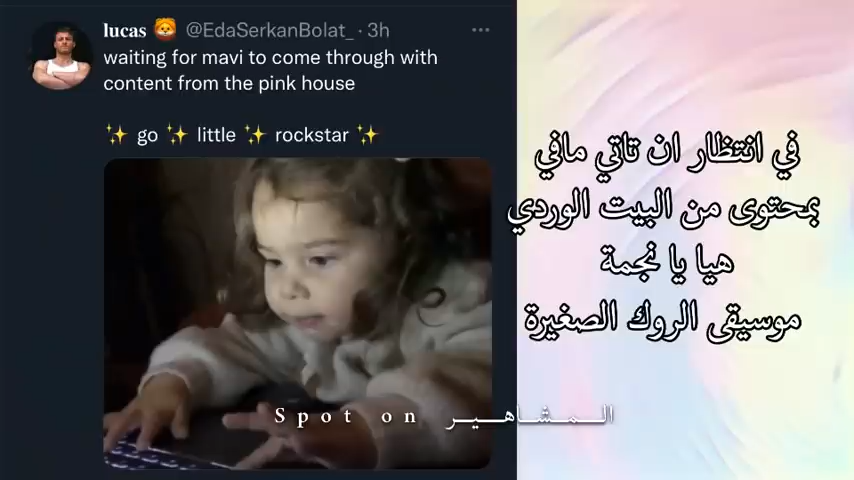 lucas 🦁 @EdaSerkanBolat_ · 3h
waiting for mavi to come through with
content from the pink house
✨ go ✨ little ✨ rockstar ✨
في انتظار ان تاتي مافي
بمحتوى من البيت الوردي
هيا يا نجمة
موسيقى الروك الصغيرة
Spot on المـــشـاهـيــر